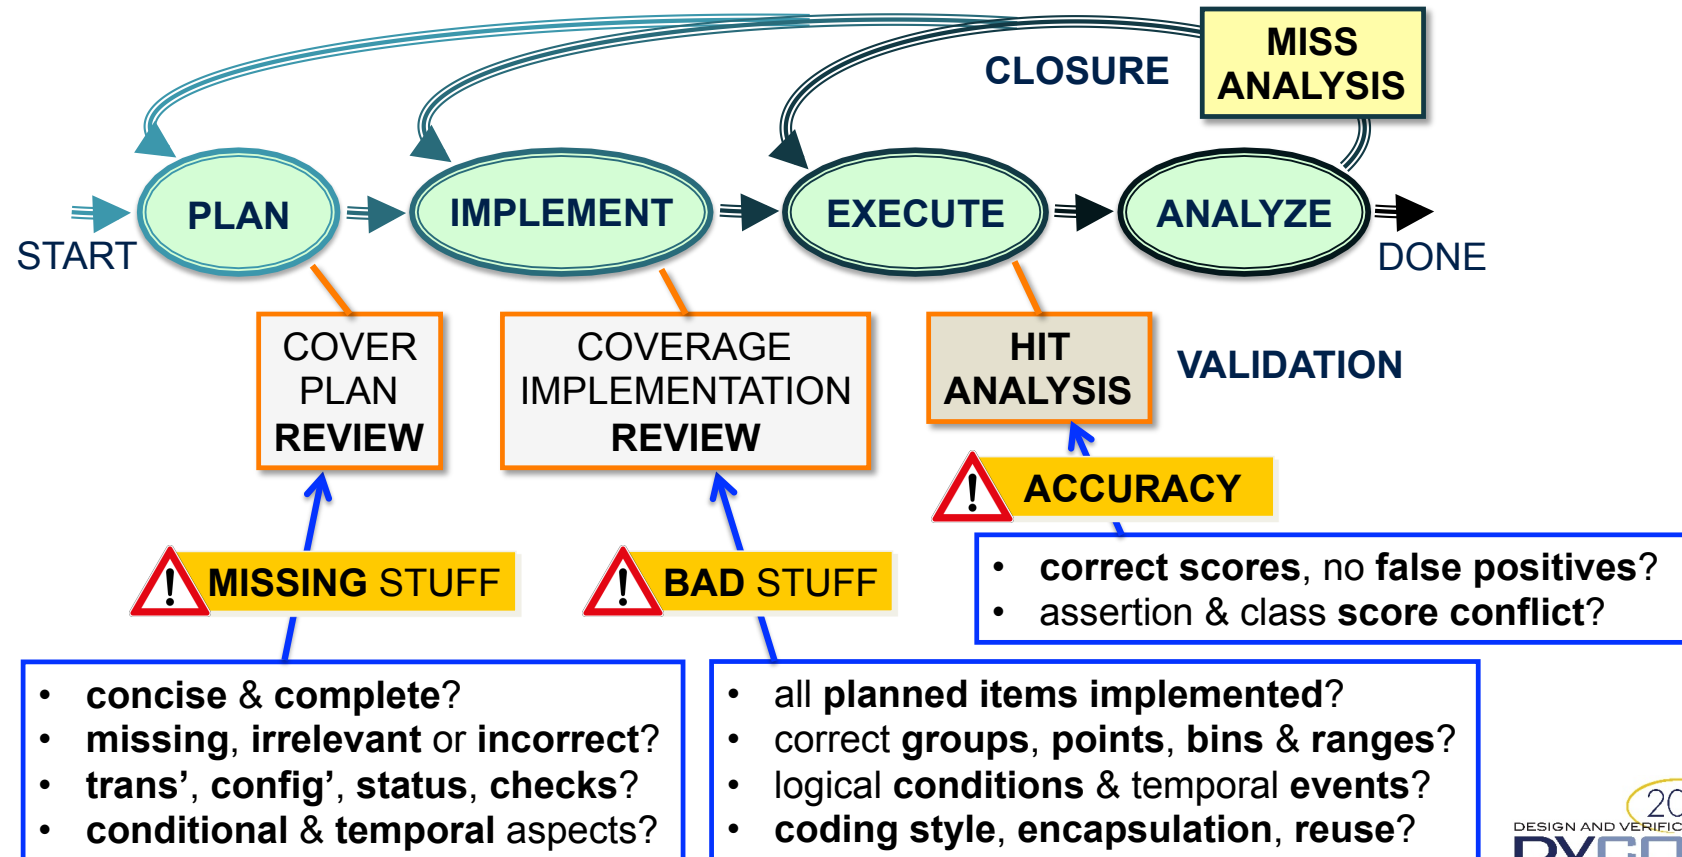 MISS
ANALYSIS
CLOSURE
PLAN
IMPLEMENT
EXECUTE
ANALYZE
START
DONE
COVER
PLAN
REVIEW
COVERAGE
IMPLEMENTATION
REVIEW
HIT
ANALYSIS
VALIDATION
ACCURACY
• correct scores, no false positives?
• assertion & class score conflict?
MISSING STUFF
BAD STUFF
• concise & complete?
• missing, irrelevant or incorrect?
• trans’, config’, status, checks?
• conditional & temporal aspects?
• all planned items implemented?
• correct groups, points, bins & ranges?
• logical conditions & temporal events?
• coding style, encapsulation, reuse?
20
DESIGN AND